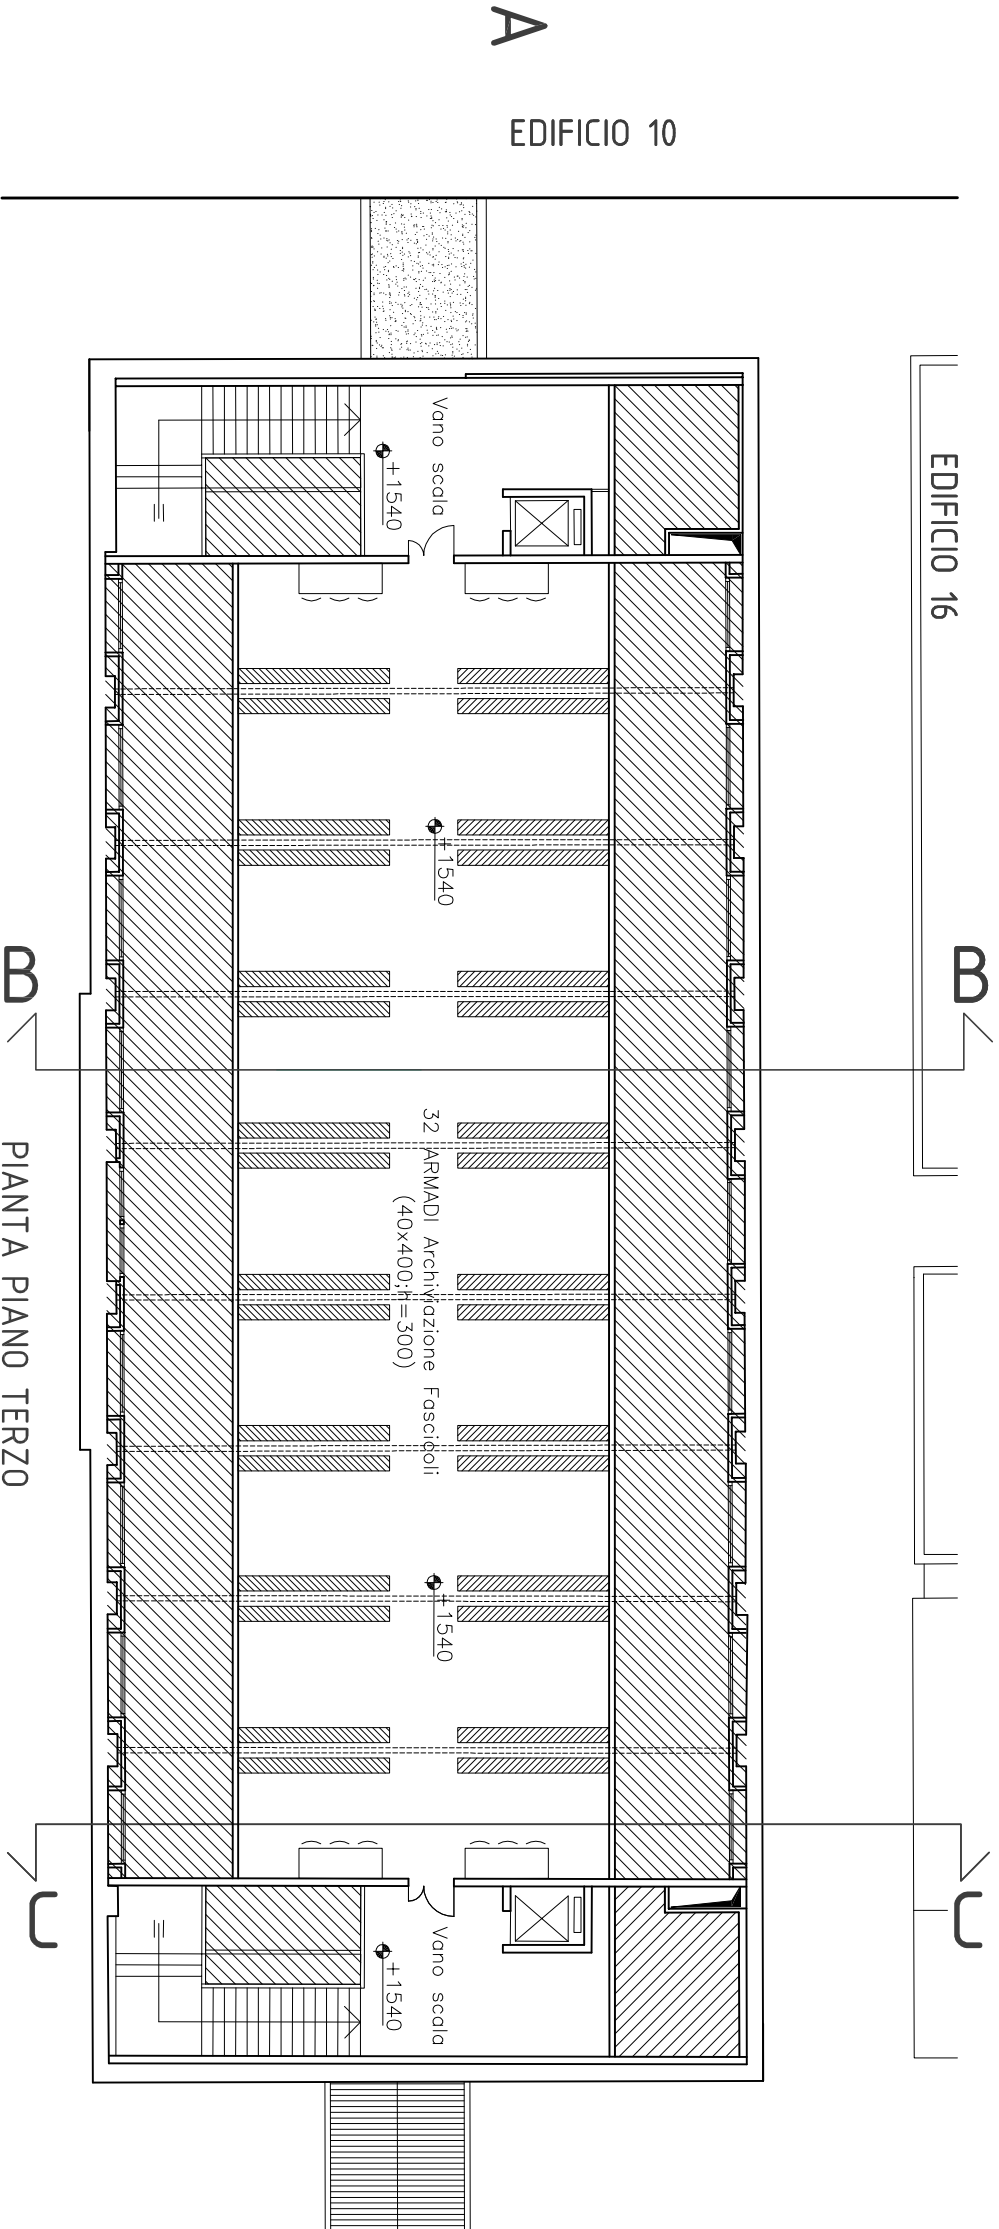 A
EDIFICIO 10
EDIFICIO 16
Vano scala
+1540
+1540
B
B
32 ARMADI Archiviazione Fascicoli
(40x400;h=300)
PIANTA PIANO TERZO
+1540
C
C
Vano scala
+1540